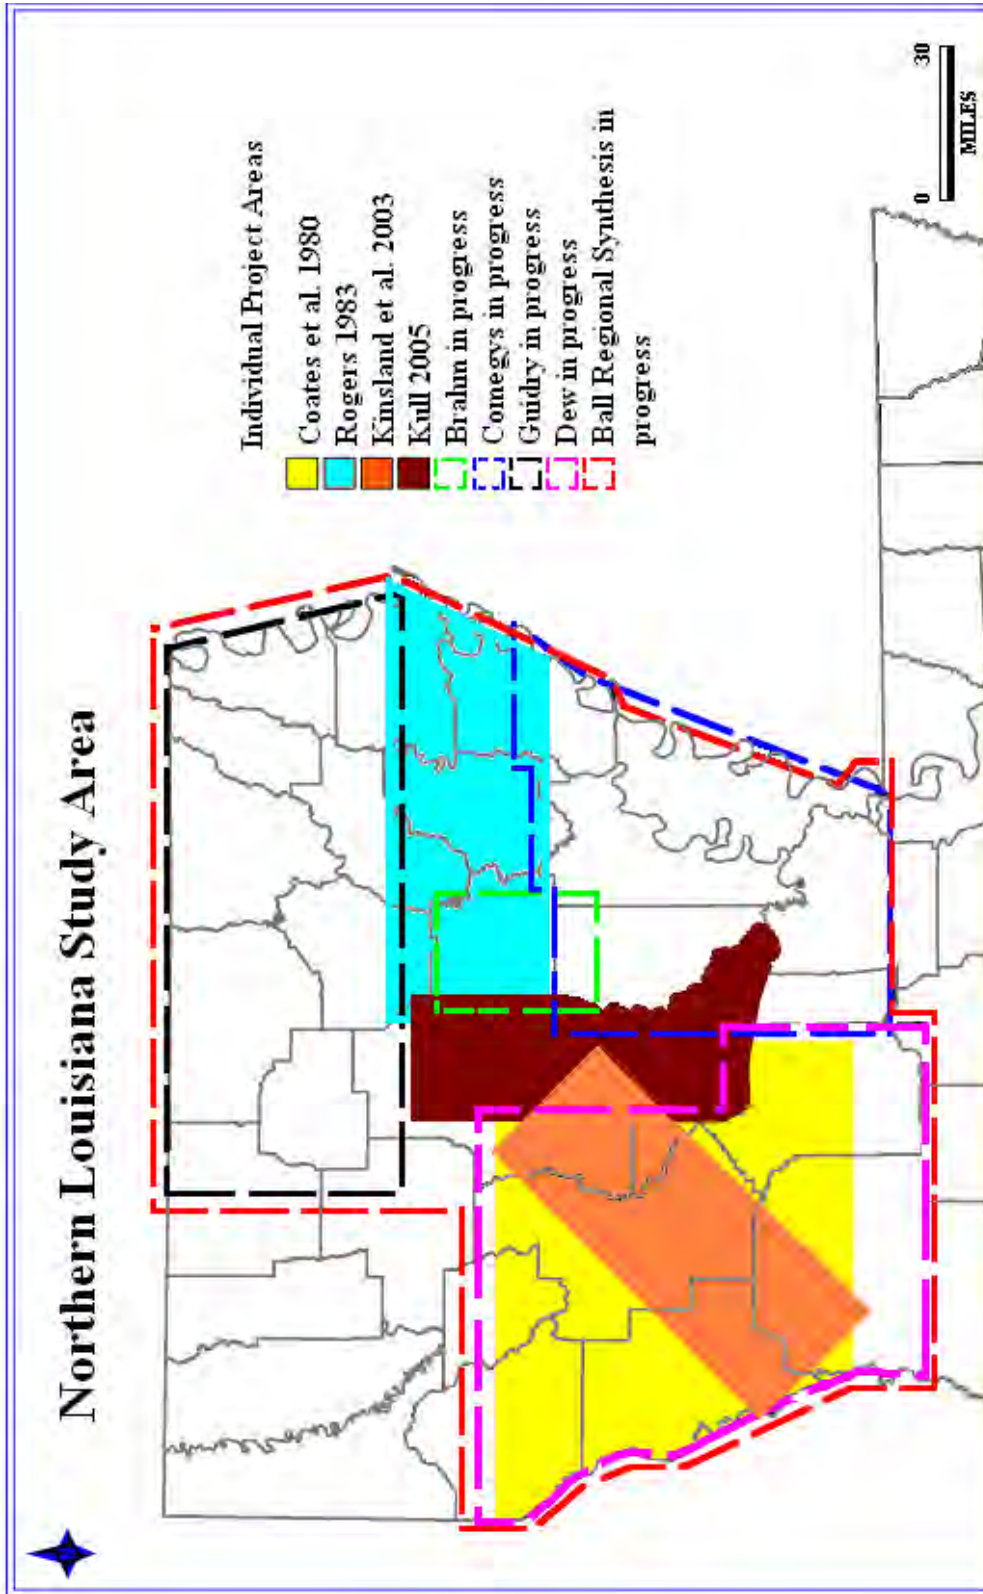 Northern Louisiana Study Area
Individual Project Areas
Coates et al. 1980
Rogers 1983
Kinsland et al. 2003
Kull 2005
Brahm in progress
Comegys in progress
Guidry in progress
Dew in progress
Ball Regional Synthesis in
progress
0 30
MILES